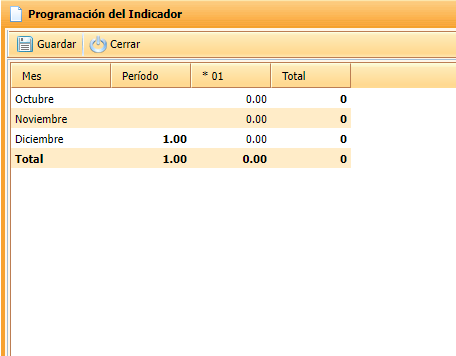 Programación del Indicador
Guardar Cerrar
Mes Período * 01 Total
Octubre 0.00 0
Noviembre 0.00 0
Diciembre 1.00 0.00 0
Total 1.00 0.00 0